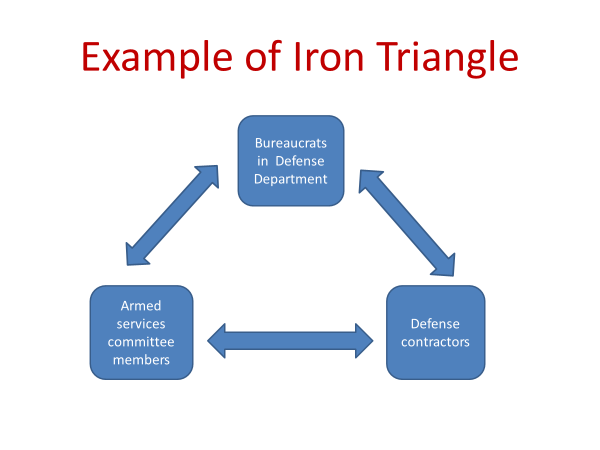 Example of Iron Triangle
Bureaucrats
in Defense
Department
Armed
services
committee
members
Defense
contractors